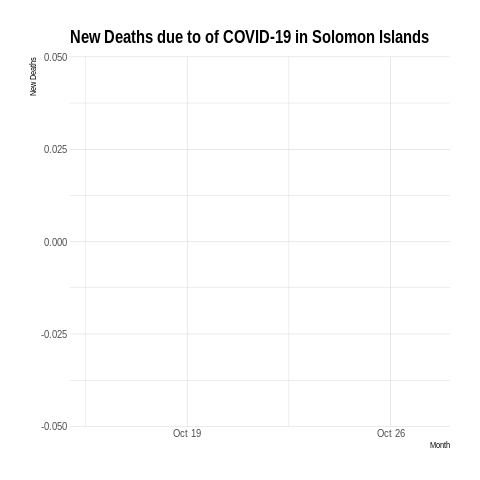 New Deaths due to of COVID-19 in Solomon Islands
New Deaths
0.050
0.025
0.000
-0.025
-0.050
Oct 19
Oct 26
Month